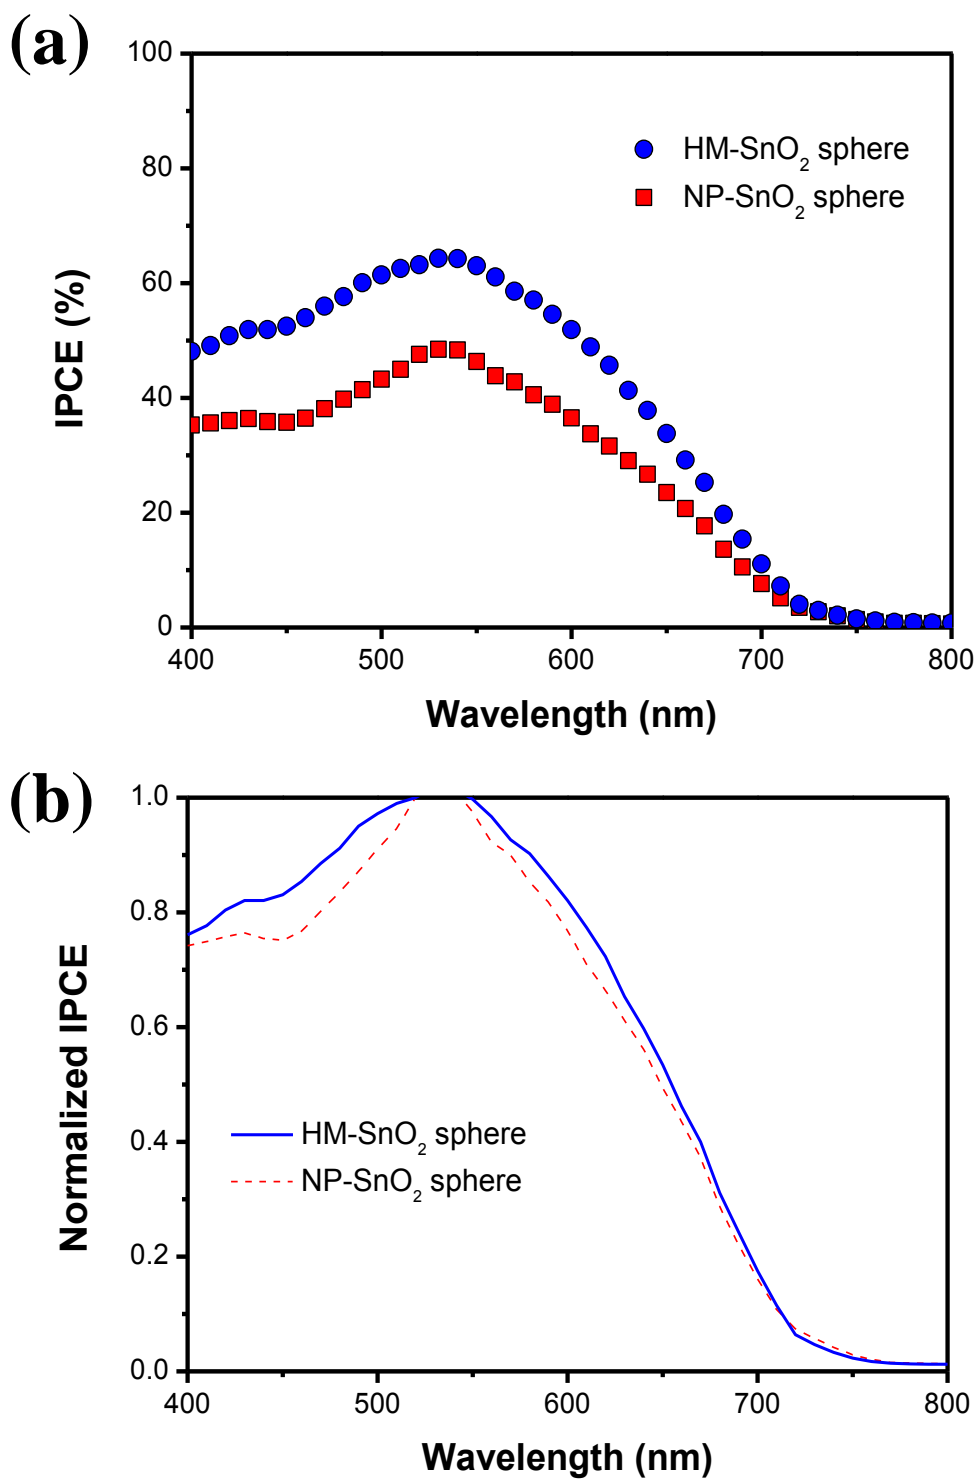 (a)
100
80
60
40
20
0
IPCE (%)
HM-SnO₂ sphere
NP-SnO₂ sphere
400 500 600 700 800
Wavelength (nm)
(b)
1.0
0.8
0.6
0.4
0.2
0.0
Normalized IPCE
HM-SnO₂ sphere
NP-SnO₂ sphere
400 500 600 700 800
Wavelength (nm)